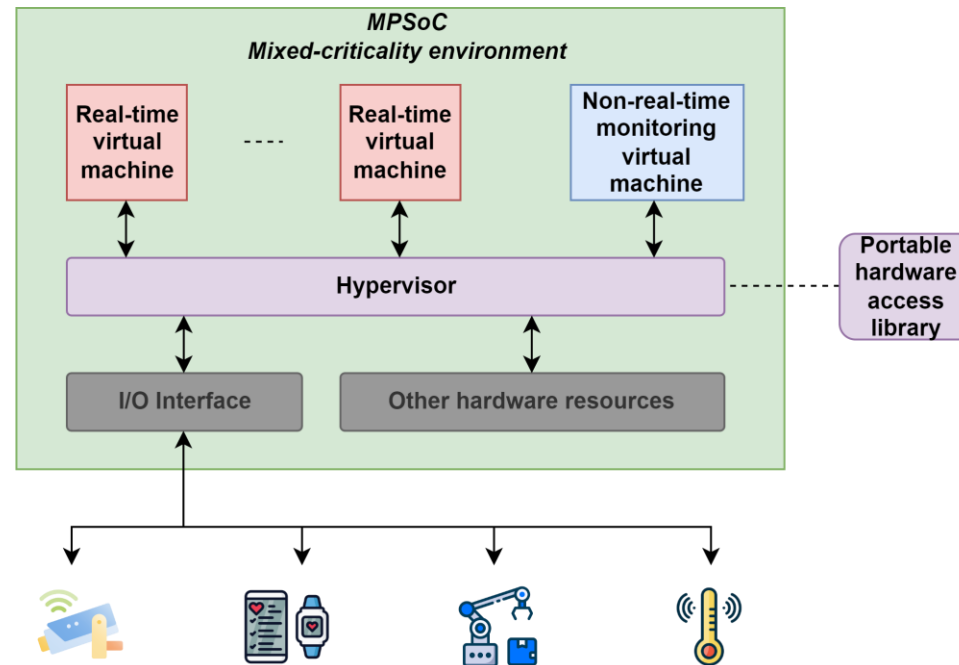 MPSoC
Mixed-criticality environment
Real-time
virtual
machine
Real-time
virtual
machine
Non-real-time
monitoring
virtual
machine
Hypervisor
Portable
hardware
access
library
I/O Interface
Other hardware resources